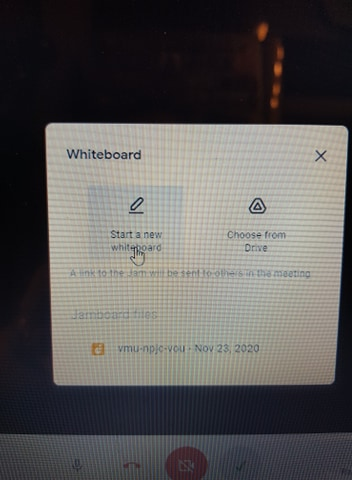 Whiteboard
Start a new
whiteboard
Choose from
Drive
A link to the Jam will be sent to others in the meeting
Jamboard files
vmu-npjc-vou - Nov 23, 2020